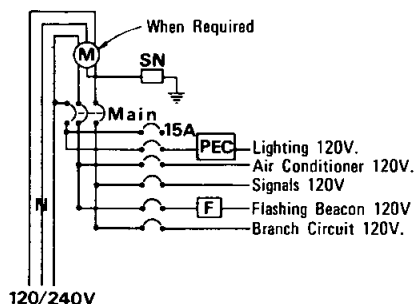 When Required
M
SN
Main
15A
PEC
Lighting 120V.
Air Conditioner 120V.
Signals 120V
N
F
Flashing Beacon 120V
Branch Circuit 120V.
120/240V